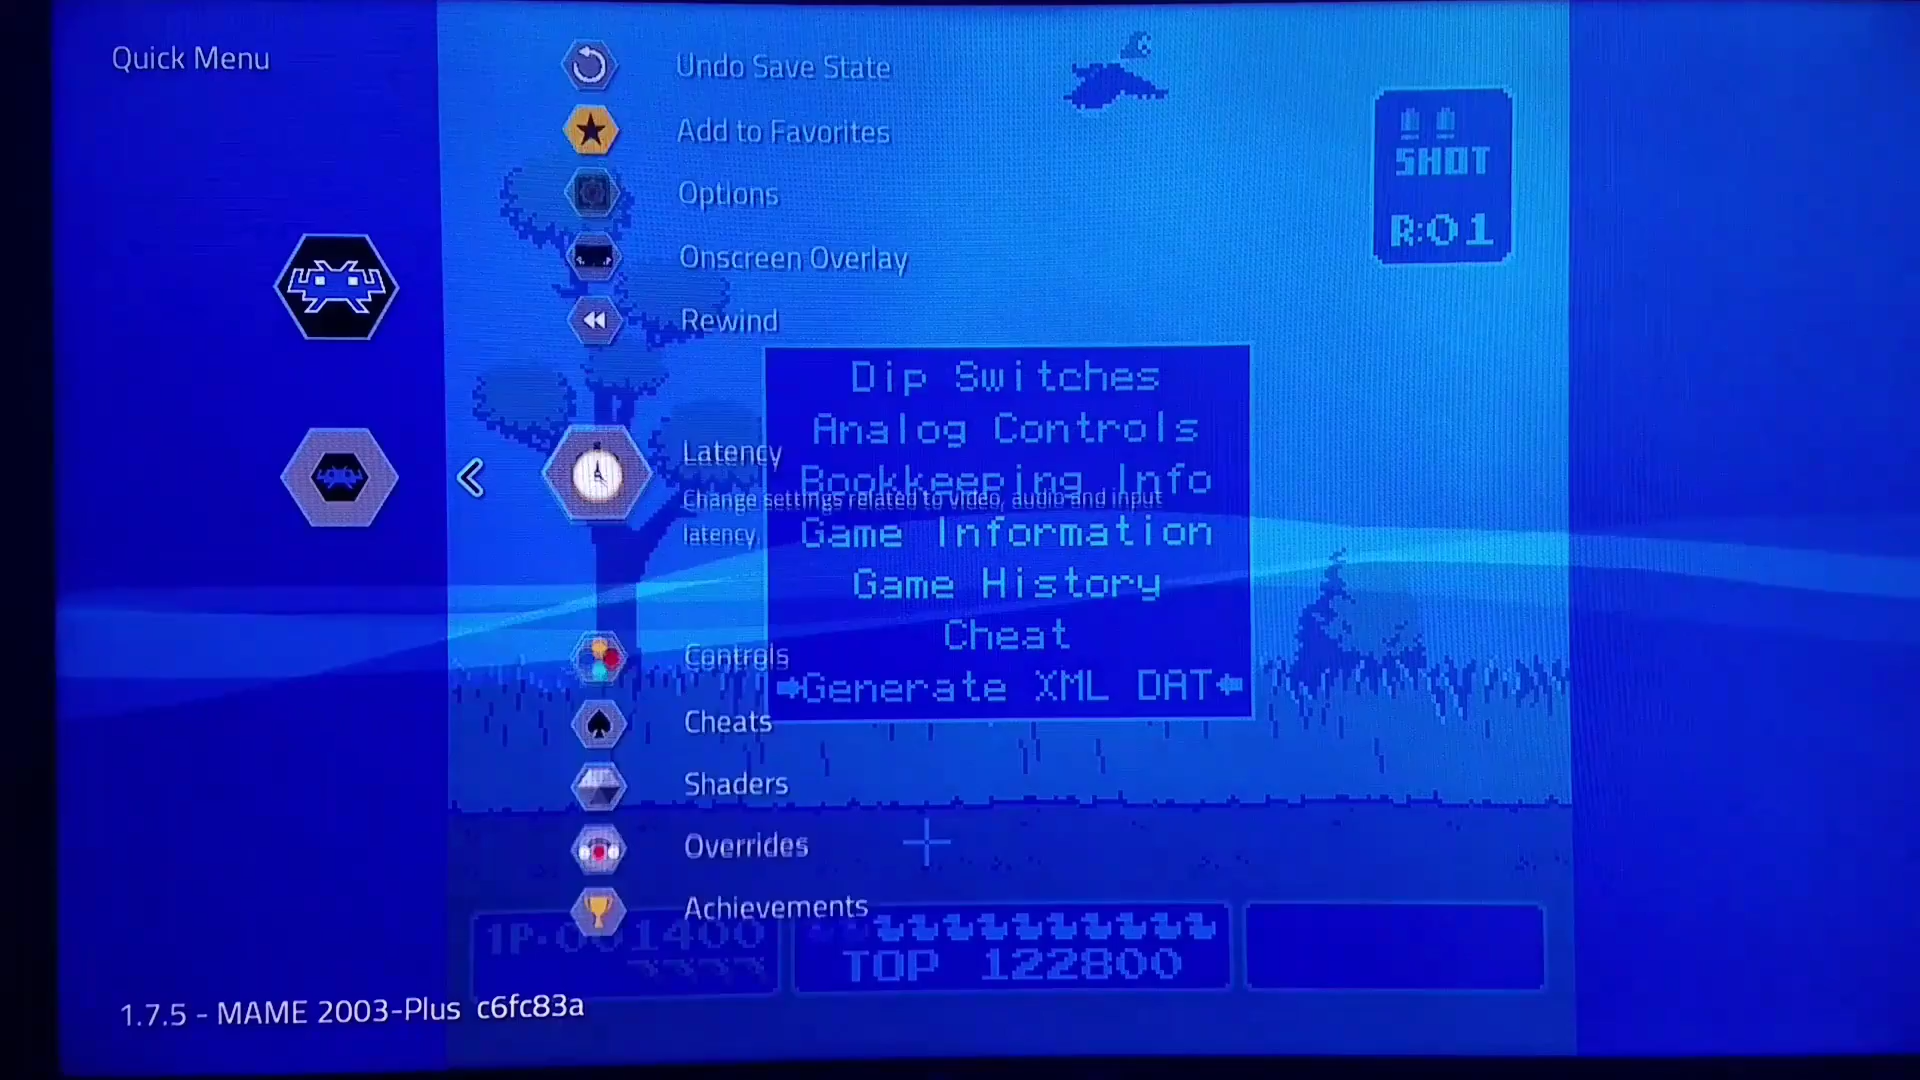 Quick Menu
Undo Save State
Add to Favorites
Options
Onscreen Overlay
Rewind
SHOT
R:01
Latency
Change settings related to video, audio and input
latency.
Dip Switches
Analog Controls
Bookkeeping Info
Game Information
Game History
Cheat
Generate XML DAT
Controls
Cheats
Shaders
Overrides
Achievements
1P-001400
TOP 122800
1.7.5 - MAME 2003-Plus c6fc83a